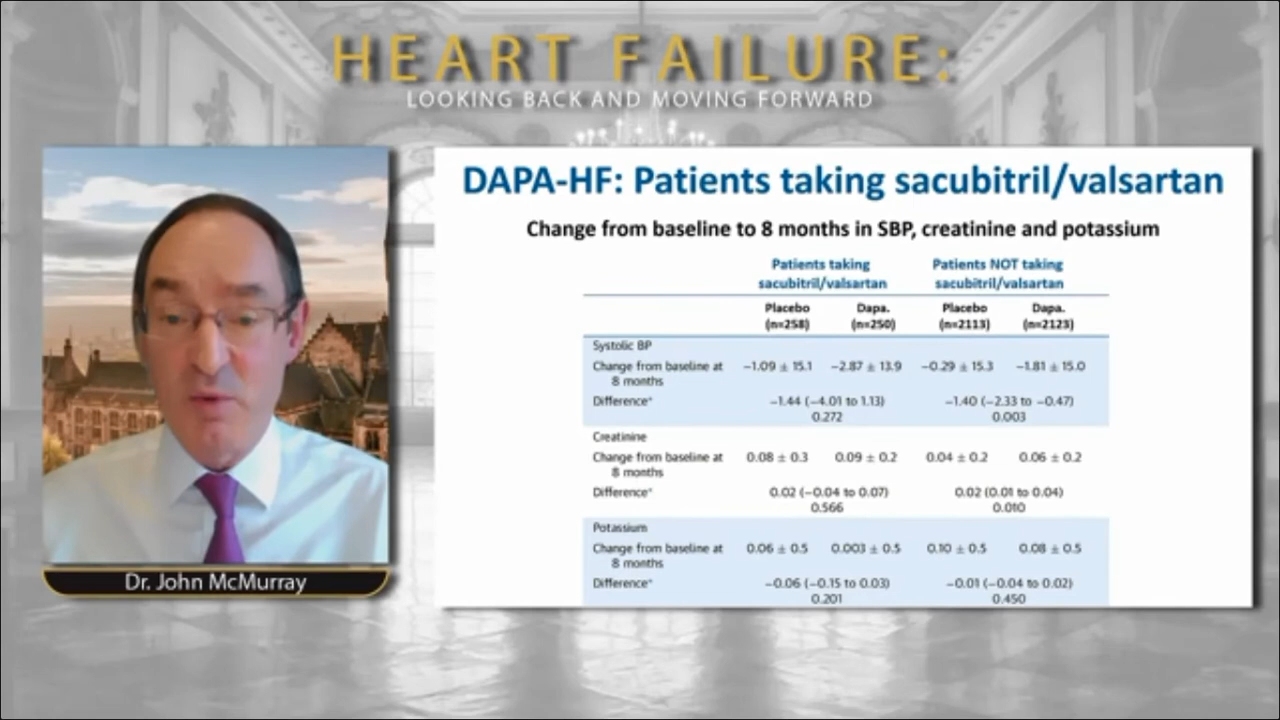 HEART FAILURE:
LOOKING BACK AND MOVING FORWARD
DAPA-HF: Patients taking sacubitril/valsartan
Change from baseline to 8 months in SBP, creatinine and potassium
Patients taking Patients NOT taking
sacubitril/valsartan sacubitril/valsartan
Placebo Dapa. Placebo Dapa.
(n=258) (n=250) (n=2113) (n=2123)
Systolic BP
Change from baseline at −1.09 ± 15.1 −2.87 ± 13.9 −0.29 ± 15.3 −1.81 ± 15.0
8 months
Difference* −1.44 (−4.01 to 1.13) −1.40 (−2.33 to −0.47)
0.272 0.003
Creatinine
Change from baseline at 0.08 ± 0.3 0.09 ± 0.2 0.04 ± 0.2 0.06 ± 0.2
8 months
Difference* 0.02 (−0.04 to 0.07) 0.02 (0.01 to 0.04)
0.566 0.010
Potassium
Change from baseline at 0.06 ± 0.5 0.003 ± 0.5 0.10 ± 0.5 0.08 ± 0.5
8 months
Difference* −0.06 (−0.15 to 0.03) −0.01 (−0.04 to 0.02)
0.201 0.450
Dr. John McMurray